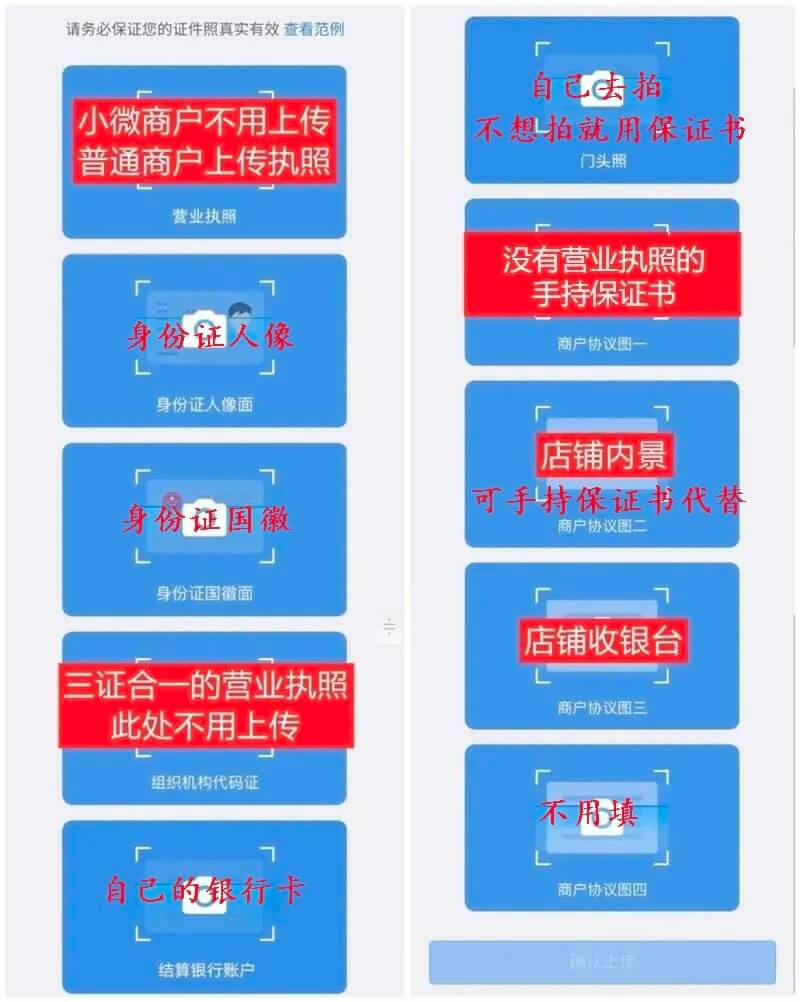 请务必保证您的证件照真实有效 查看范例
小微商户不用上传
普通商户上传执照
营业执照
身份证人像
身份证人像面
身份证国徽
身份证国徽面
三证合一的营业执照
此处不用上传
组织机构代码证
自己的银行卡
结算银行账户
自己去拍
不想拍就用保证书
门头照
没有营业执照的
手持保证书
商户协议图一
店铺内景
可手持保证书代替
商户协议图二
店铺收银台
商户协议图三
不用填
商户协议图四
确认上传